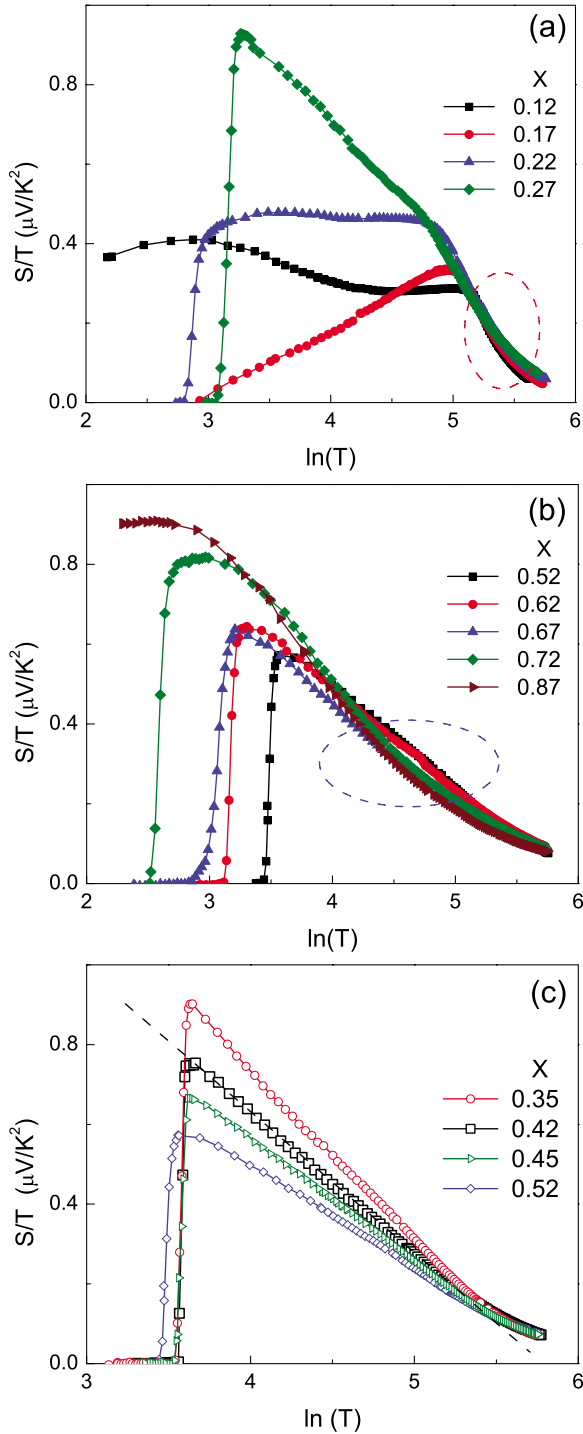 (a)
X
0.12
0.17
0.22
0.27
0.8
0.4
0.0
S/T (μV/K²)
2 3 4 5 6
ln(T)
(b)
X
0.52
0.62
0.67
0.72
0.87
0.8
0.4
0.0
S/T (μV/K²)
2 3 4 5 6
ln(T)
(c)
X
0.35
0.42
0.45
0.52
0.8
0.4
0.0
S/T (μV/K²)
3 4 5 6
ln (T)